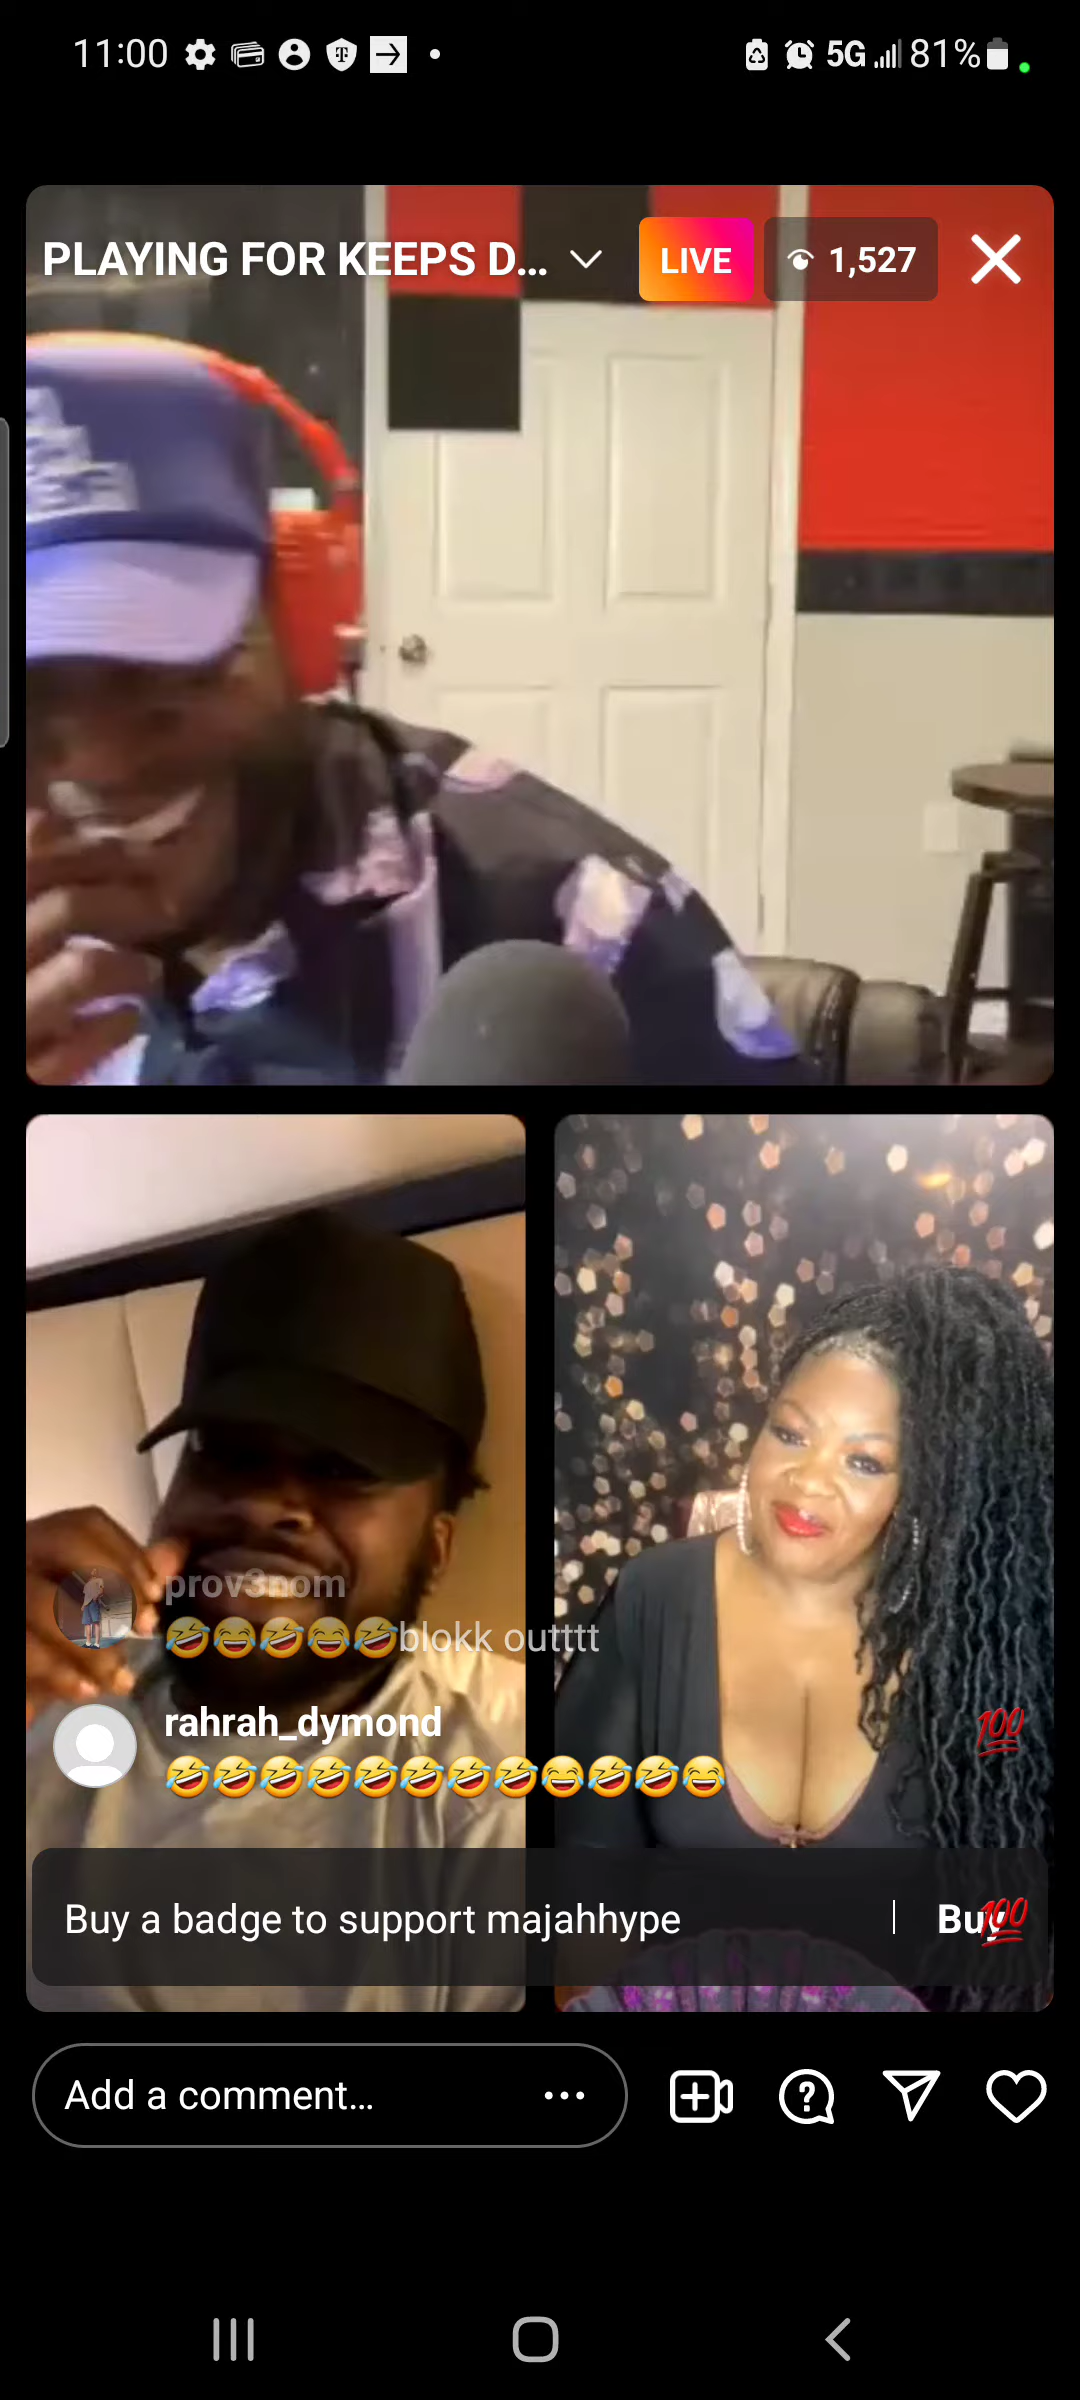 11:00
5G 81%
PLAYING FOR KEEPS D...
LIVE
1,527
prov3nom
🤣😂🤣😂🤣blokk outttt
rahrah_dymond
🤣🤣🤣🤣🤣🤣🤣🤣😂🤣🤣😂
💯
Buy a badge to support majahhype | Buy
💯
Add a comment...